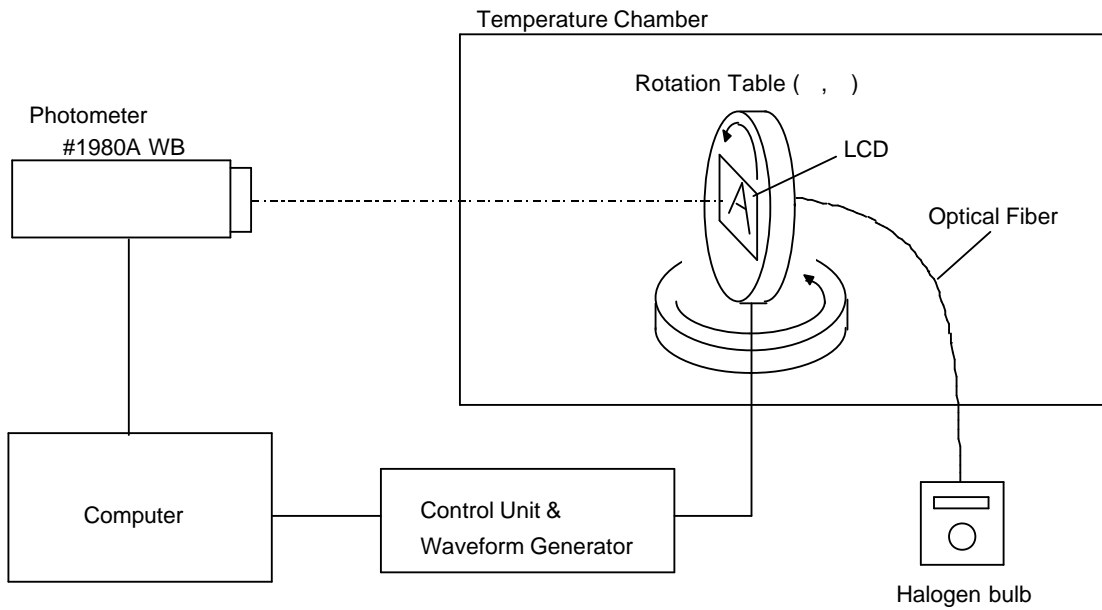 Temperature Chamber
Rotation Table ( , )
Photometer
#1980A WB
LCD
A
Optical Fiber
Computer
Control Unit &
Waveform Generator
Halogen bulb